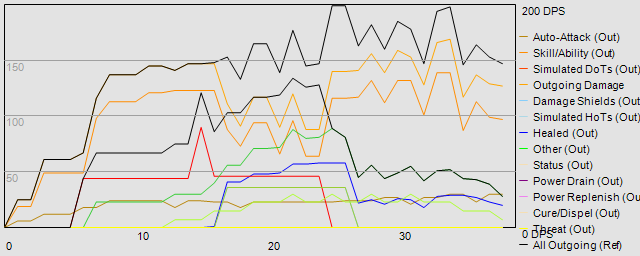 200 DPS
150
100
50
0
10
20
30
0 DPS
Auto-Attack (Out)
Skill/Ability (Out)
Simulated DoTs (Out)
Outgoing Damage
Damage Shields (Out)
Simulated HoTs (Out)
Healed (Out)
Other (Out)
Status (Out)
Power Drain (Out)
Power Replenish (Ou
Cure/Dispel (Out)
Threat (Out)
All Outgoing (Ref)